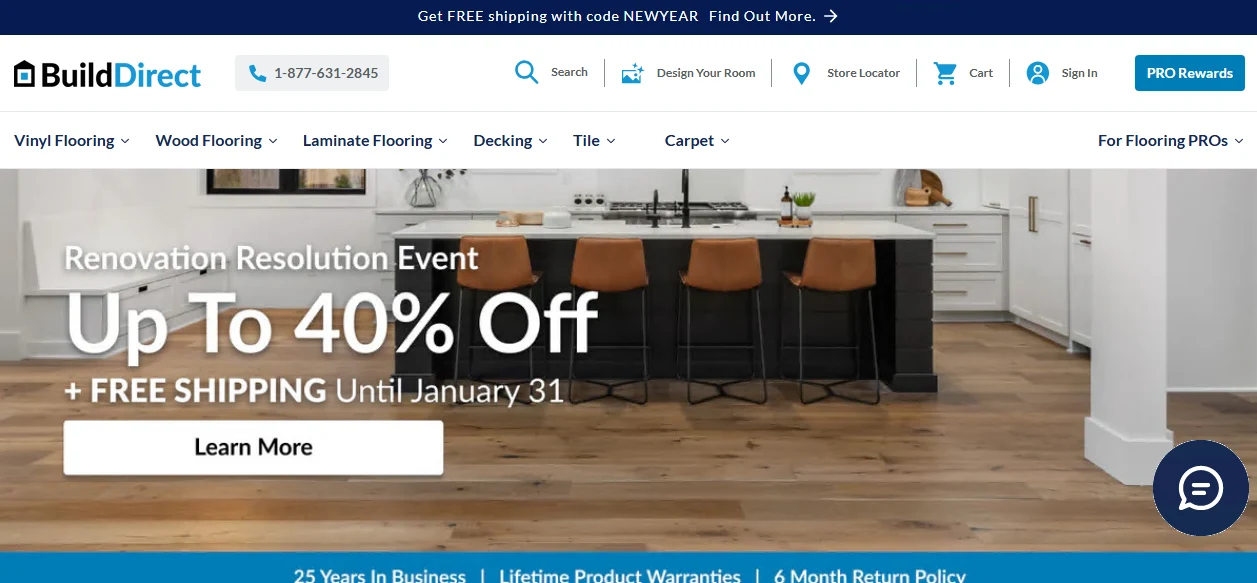 Get FREE shipping with code NEWYEAR Find Out More.
BuildDirect
1-877-631-2845
Search
Design Your Room
Store Locator
Cart
Sign In
PRO Rewards
Vinyl Flooring
Wood Flooring
Laminate Flooring
Decking
Tile
Carpet
For Flooring PROs
Renovation Resolution Event
Up To 40% Off
+ FREE SHIPPING Until January 31
Learn More
25 Years In Business | Lifetime Product Warranties | 6 Month Return Policy